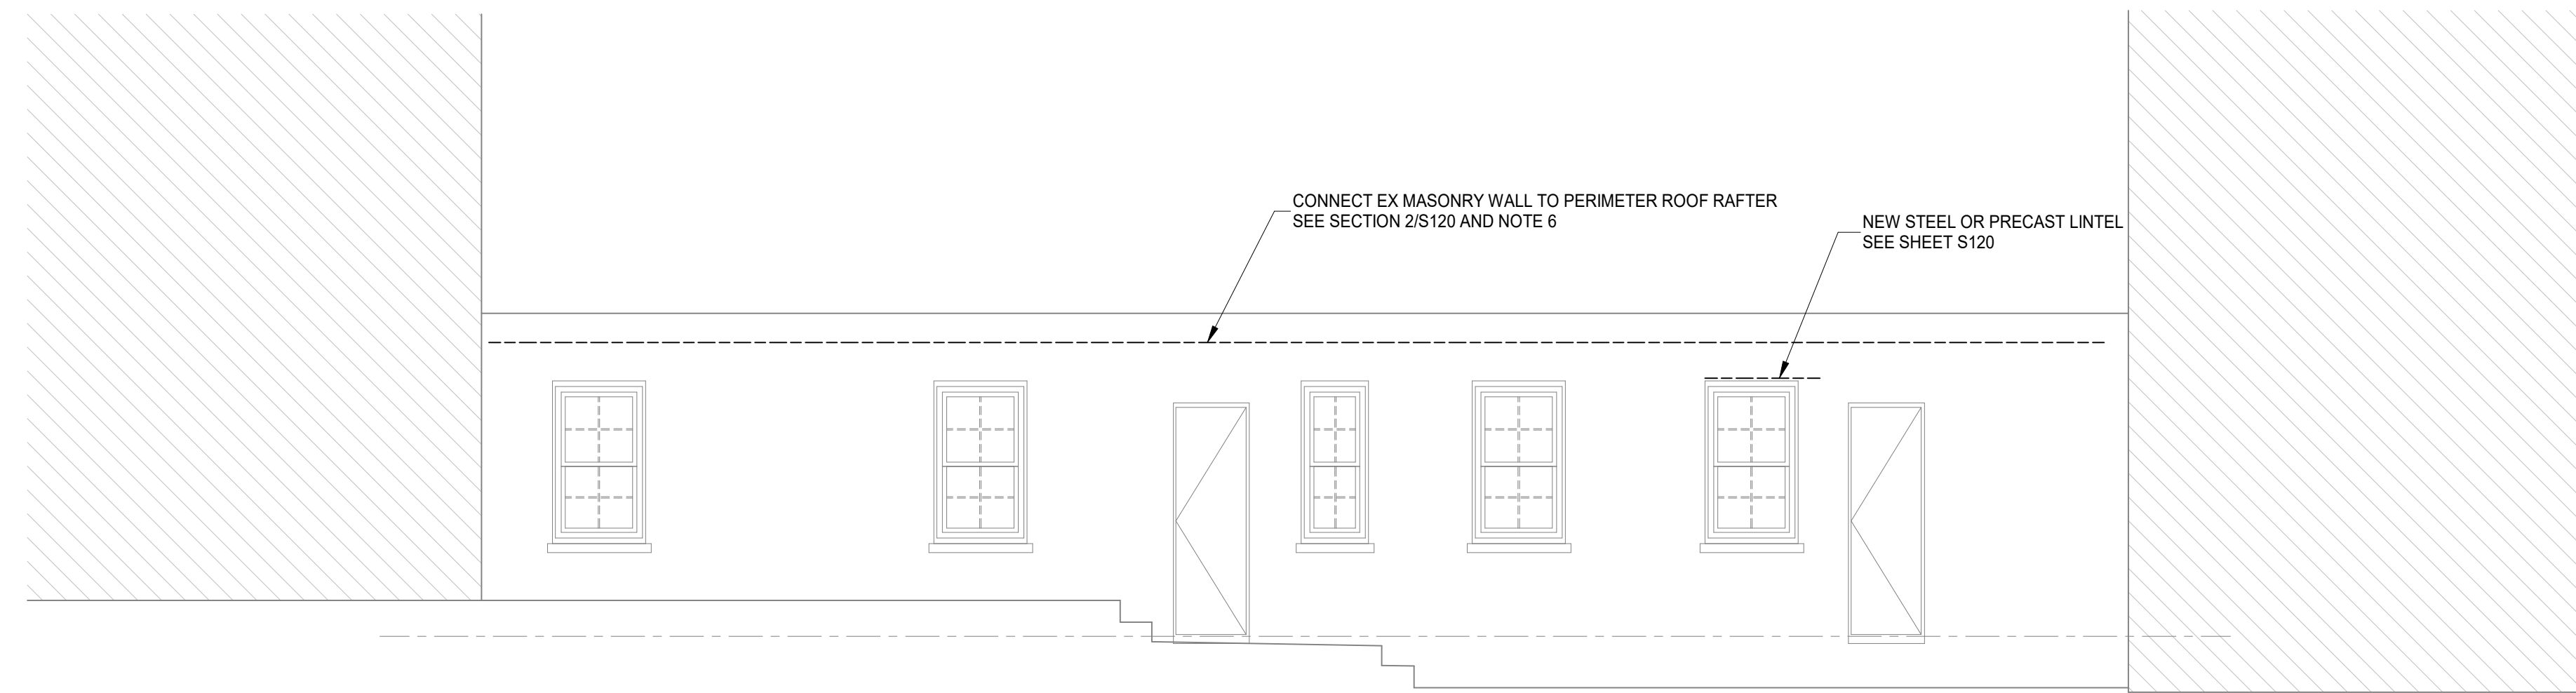 CONNECT EX MASONRY WALL TO PERIMETER ROOF RAFTER
SEE SECTION 2/S120 AND NOTE 6
NEW STEEL OR PRECAST LINTEL
SEE SHEET S120